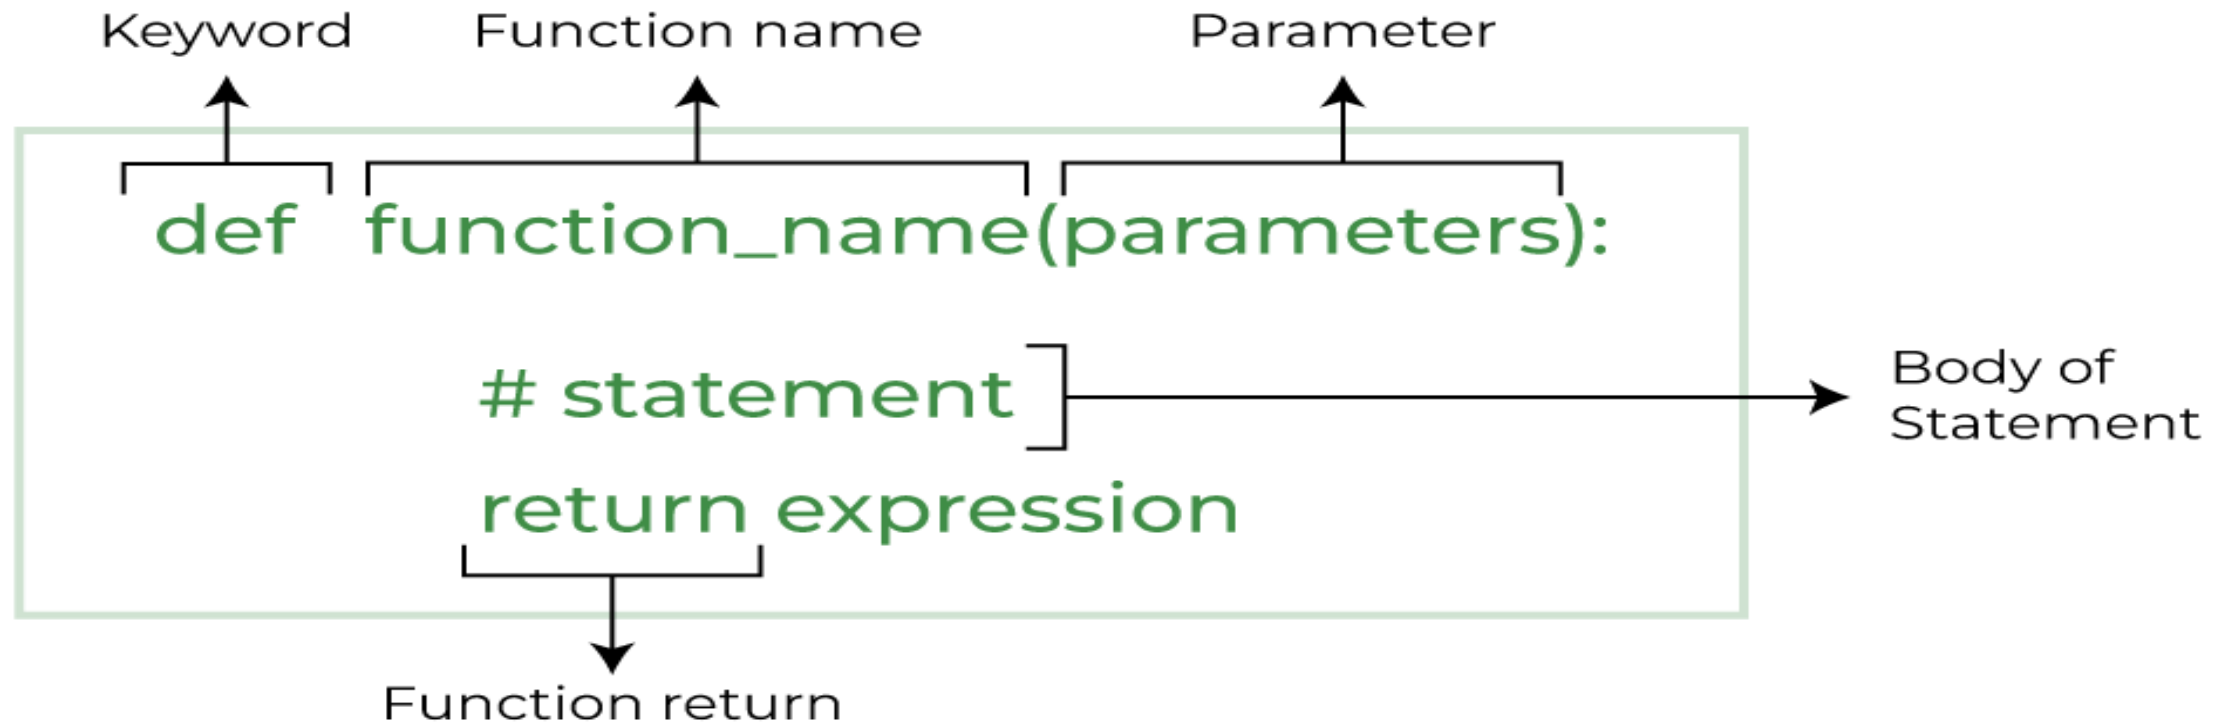 Keyword Function name Parameter
def function_name(parameters):
# statement
Body of
Statement
return expression
Function return